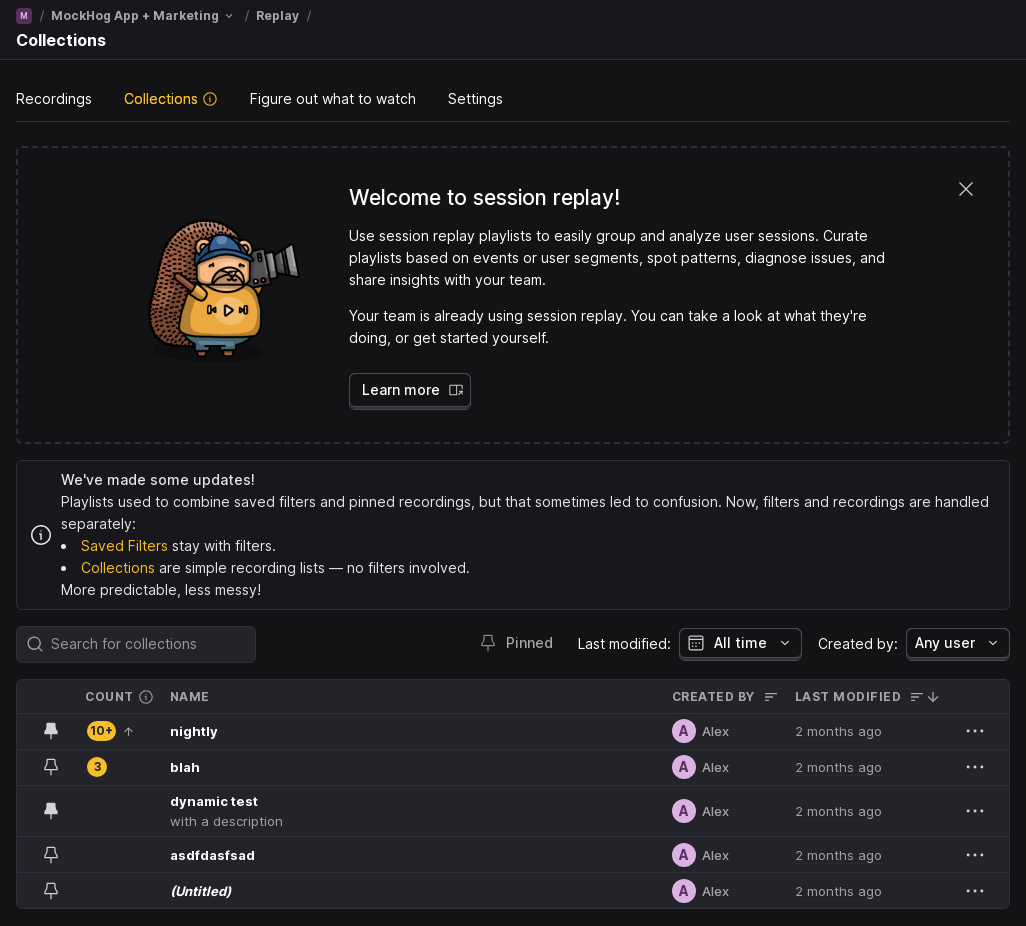 M / MockHog App + Marketing / Replay /
Collections
Recordings Collections Figure out what to watch Settings
Welcome to session replay!
Use session replay playlists to easily group and analyze user sessions. Curate
playlists based on events or user segments, spot patterns, diagnose issues, and
share insights with your team.
Your team is already using session replay. You can take a look at what they're
doing, or get started yourself.
Learn more
We've made some updates!
Playlists used to combine saved filters and pinned recordings, but that sometimes led to confusion. Now, filters and recordings are handled
separately:
• Saved Filters stay with filters.
• Collections are simple recording lists — no filters involved.
More predictable, less messy!
Search for collections Pinned Last modified: All time Created by: Any user
COUNT NAME CREATED BY LAST MODIFIED
10+ nightly A Alex 2 months ago
3 blah A Alex 2 months ago
dynamic test
with a description A Alex 2 months ago
asdfdasfsad A Alex 2 months ago
(Untitled) A Alex 2 months ago